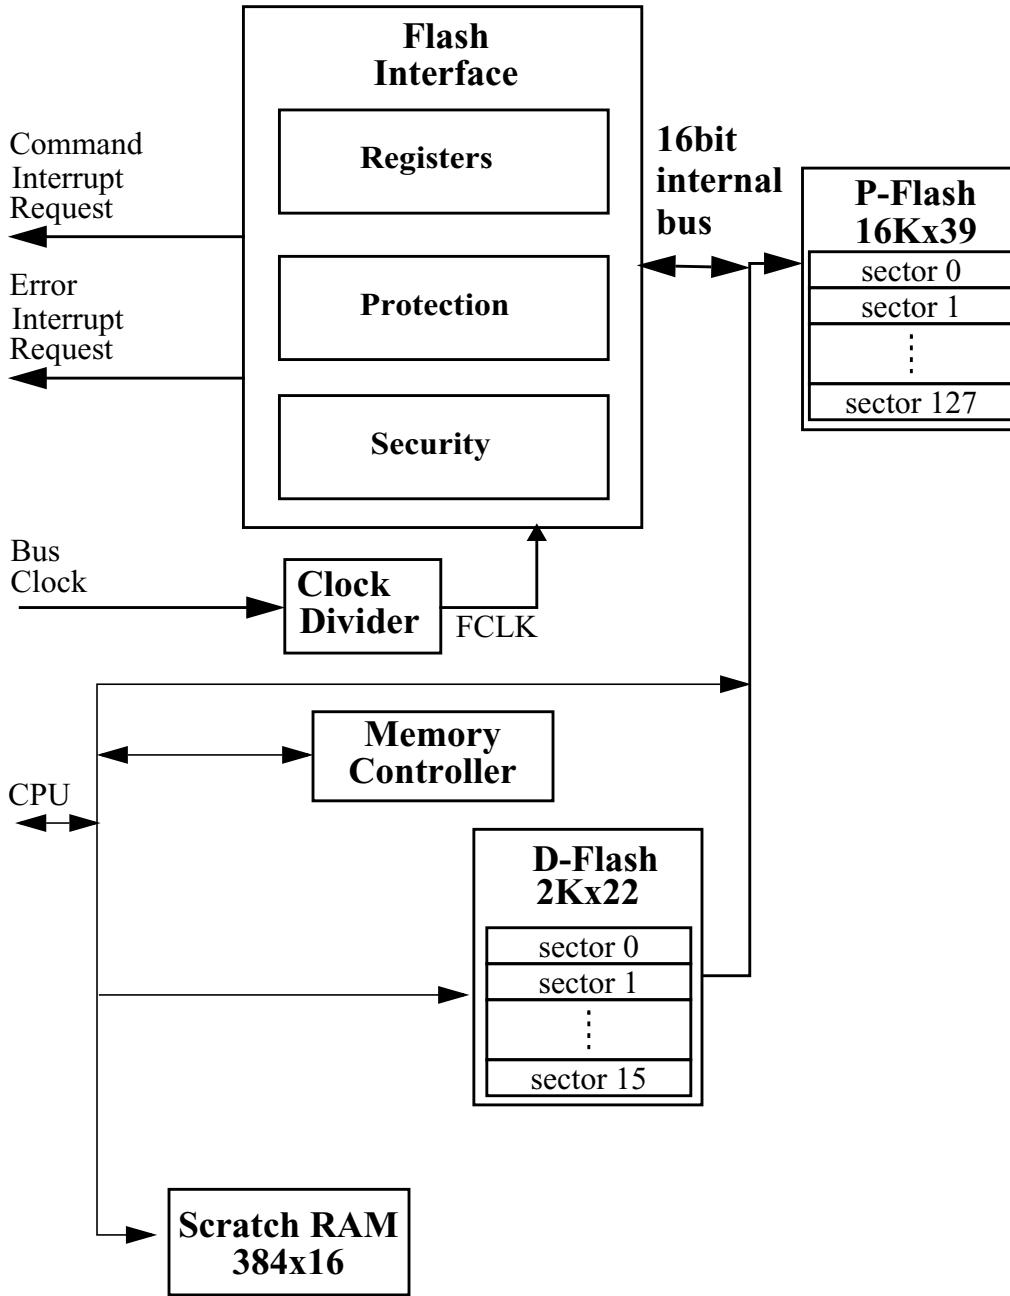 Flash
Interface
Registers
Protection
Security
Command
Interrupt
Request
Error
Interrupt
Request
16bit
internal
bus
P-Flash
16Kx39
sector 0
sector 1
sector 127
Bus
Clock
Clock
Divider
FCLK
Memory
Controller
CPU
D-Flash
2Kx22
sector 0
sector 1
sector 15
Scratch RAM
384x16